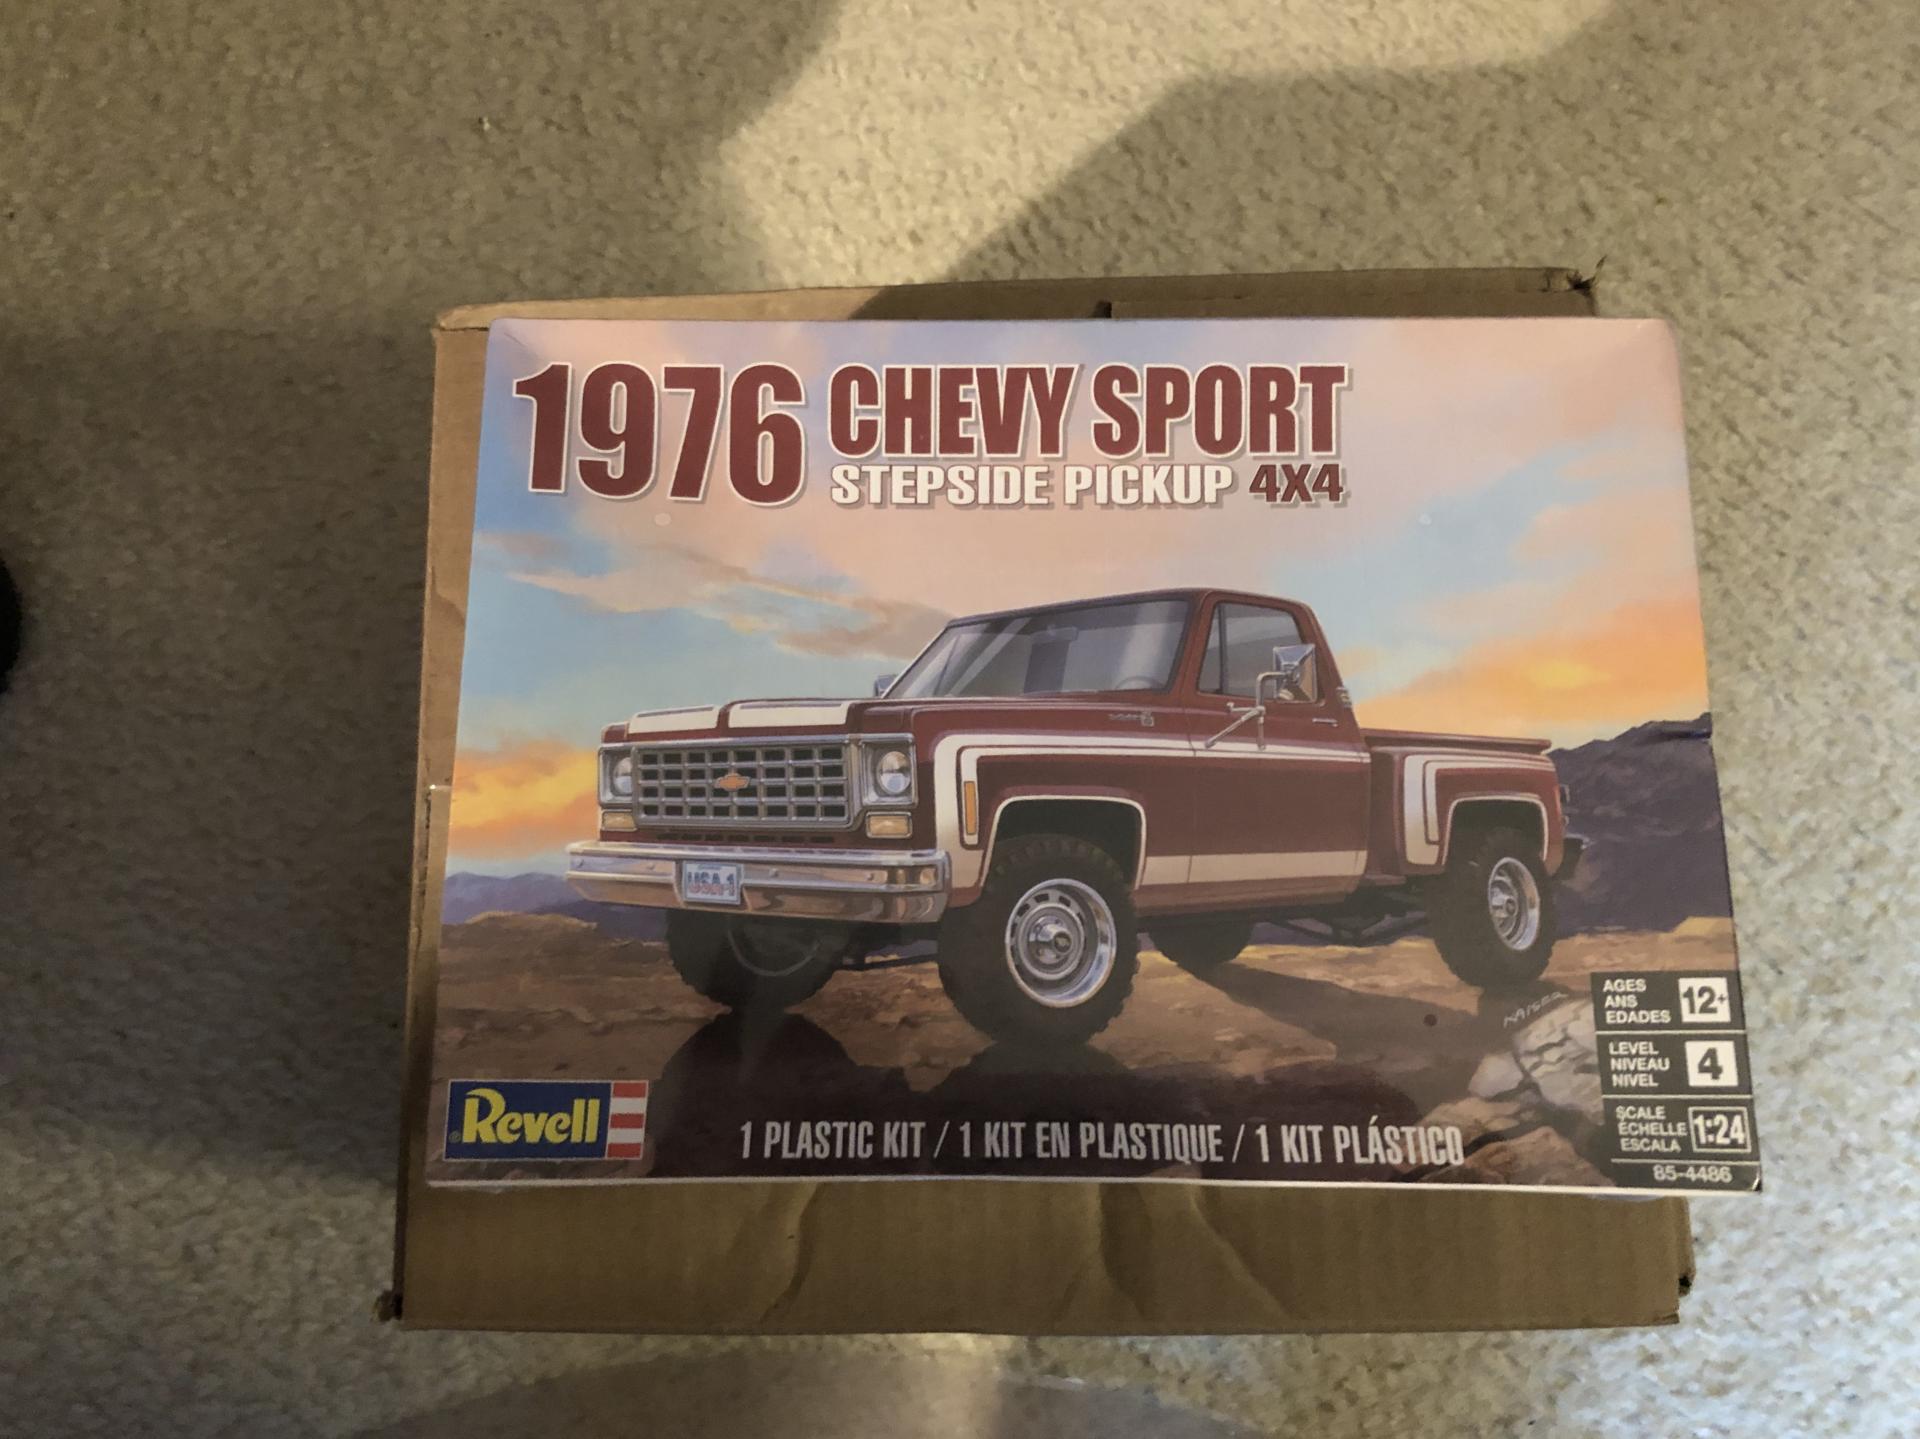 1976 CHEVY SPORT
STEPSIDE PICKUP 4X4
USA-1
KAISER
AGES
ANS
EDADES 12+
LEVEL
NIVEAU
NIVEL 4
SCALE
ÉCHELLE
ESCALA 1:24
85-4486
®Revell
1 PLASTIC KIT / 1 KIT EN PLASTIQUE / 1 KIT PLÁSTICO